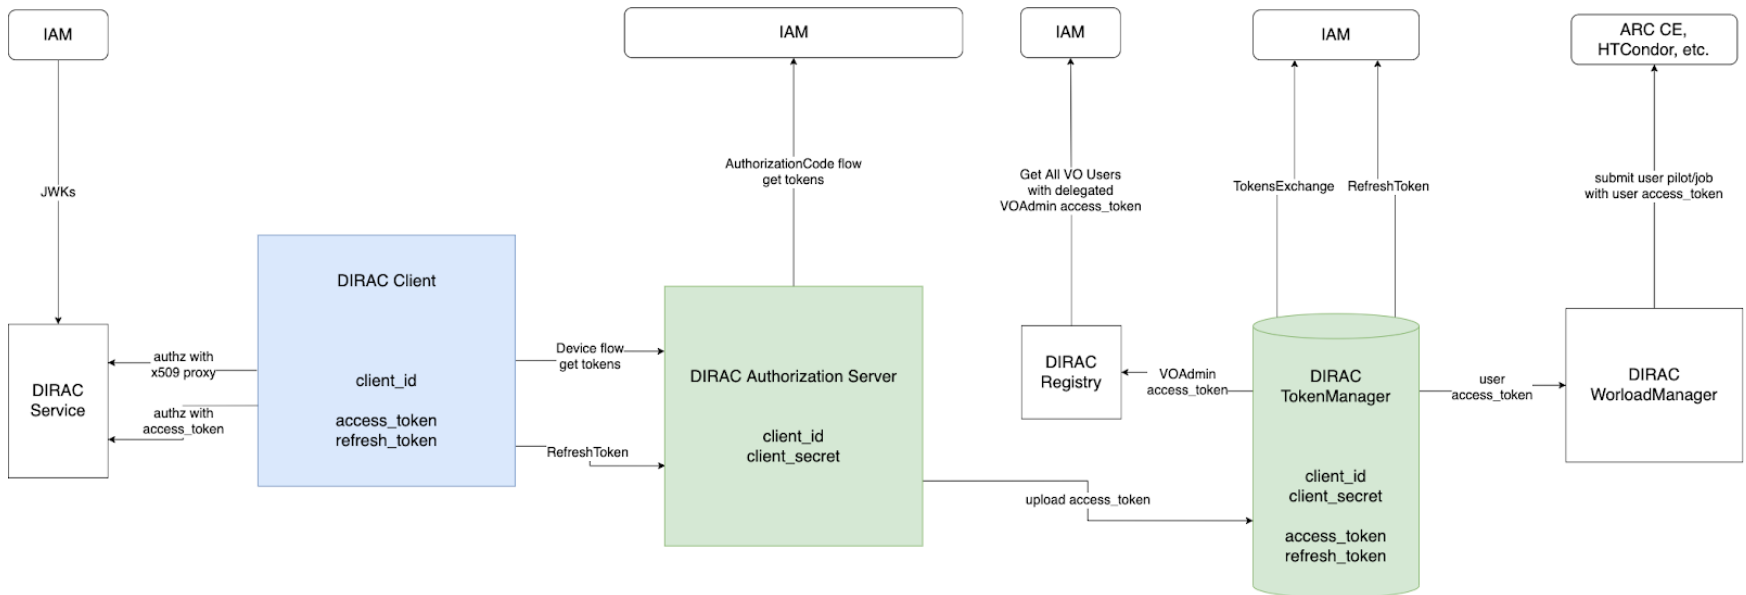 IAM
IAM
IAM
IAM
ARC CE,
HTCondor, etc.
JWKs
AuthorizationCode flow
get tokens
Get All VO Users
with delegated
VOAdmin access_token
TokensExchange
RefreshToken
submit user pilot/job
with user access_token
DIRAC
Service
authz with
x509 proxy
authz with
access_token
DIRAC Client
client_id
access_token
refresh_token
Device flow
get tokens
RefreshToken
DIRAC Authorization Server
client_id
client_secret
upload access_token
DIRAC
Registry
VOAdmin
access_token
DIRAC
TokenManager
client_id
client_secret
access_token
refresh_token
user
access_token
DIRAC
WorloadManager